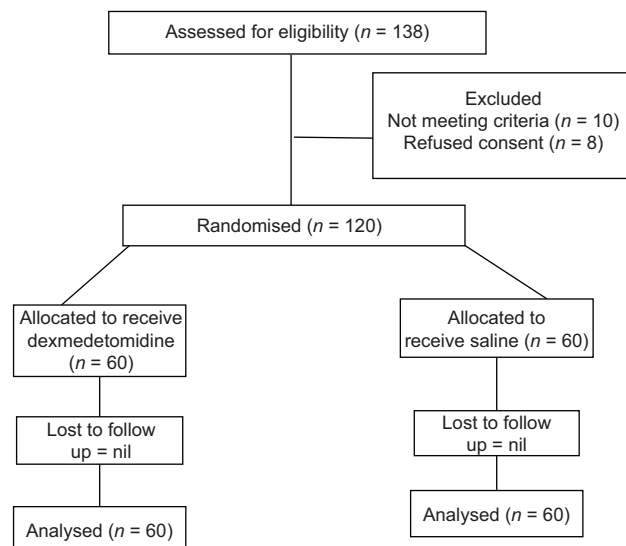 Assessed for eligibility (n = 138)
Excluded
Not meeting criteria (n = 10)
Refused consent (n = 8)
Randomised (n = 120)
Allocated to receive
dexmedetomidine
(n = 60)
Allocated to
receive saline (n = 60)
Lost to follow
up = nil
Lost to follow
up = nil
Analysed (n = 60)
Analysed (n = 60)